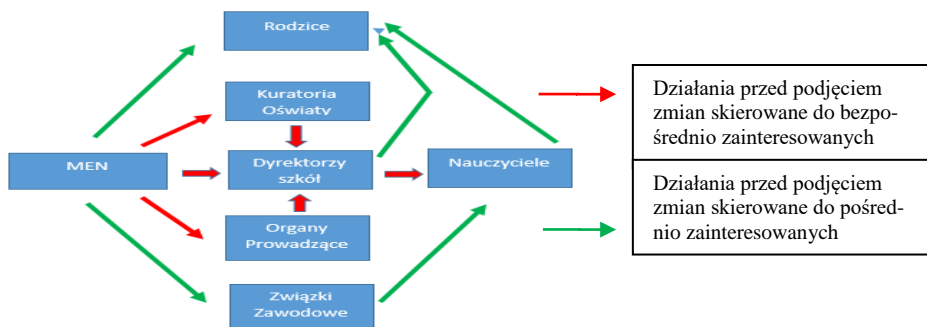 Rodzice
Kuratoria
Oświaty
MEN
Dyrektorzy
szkół
Nauczyciele
Organy
Prowadzące
Związki
Zawodowe
Działania przed podjęciem
zmian skierowane do bezpo-
średnio zainteresowanych
Działania przed podjęciem
zmian skierowane do pośred-
nio zainteresowanych